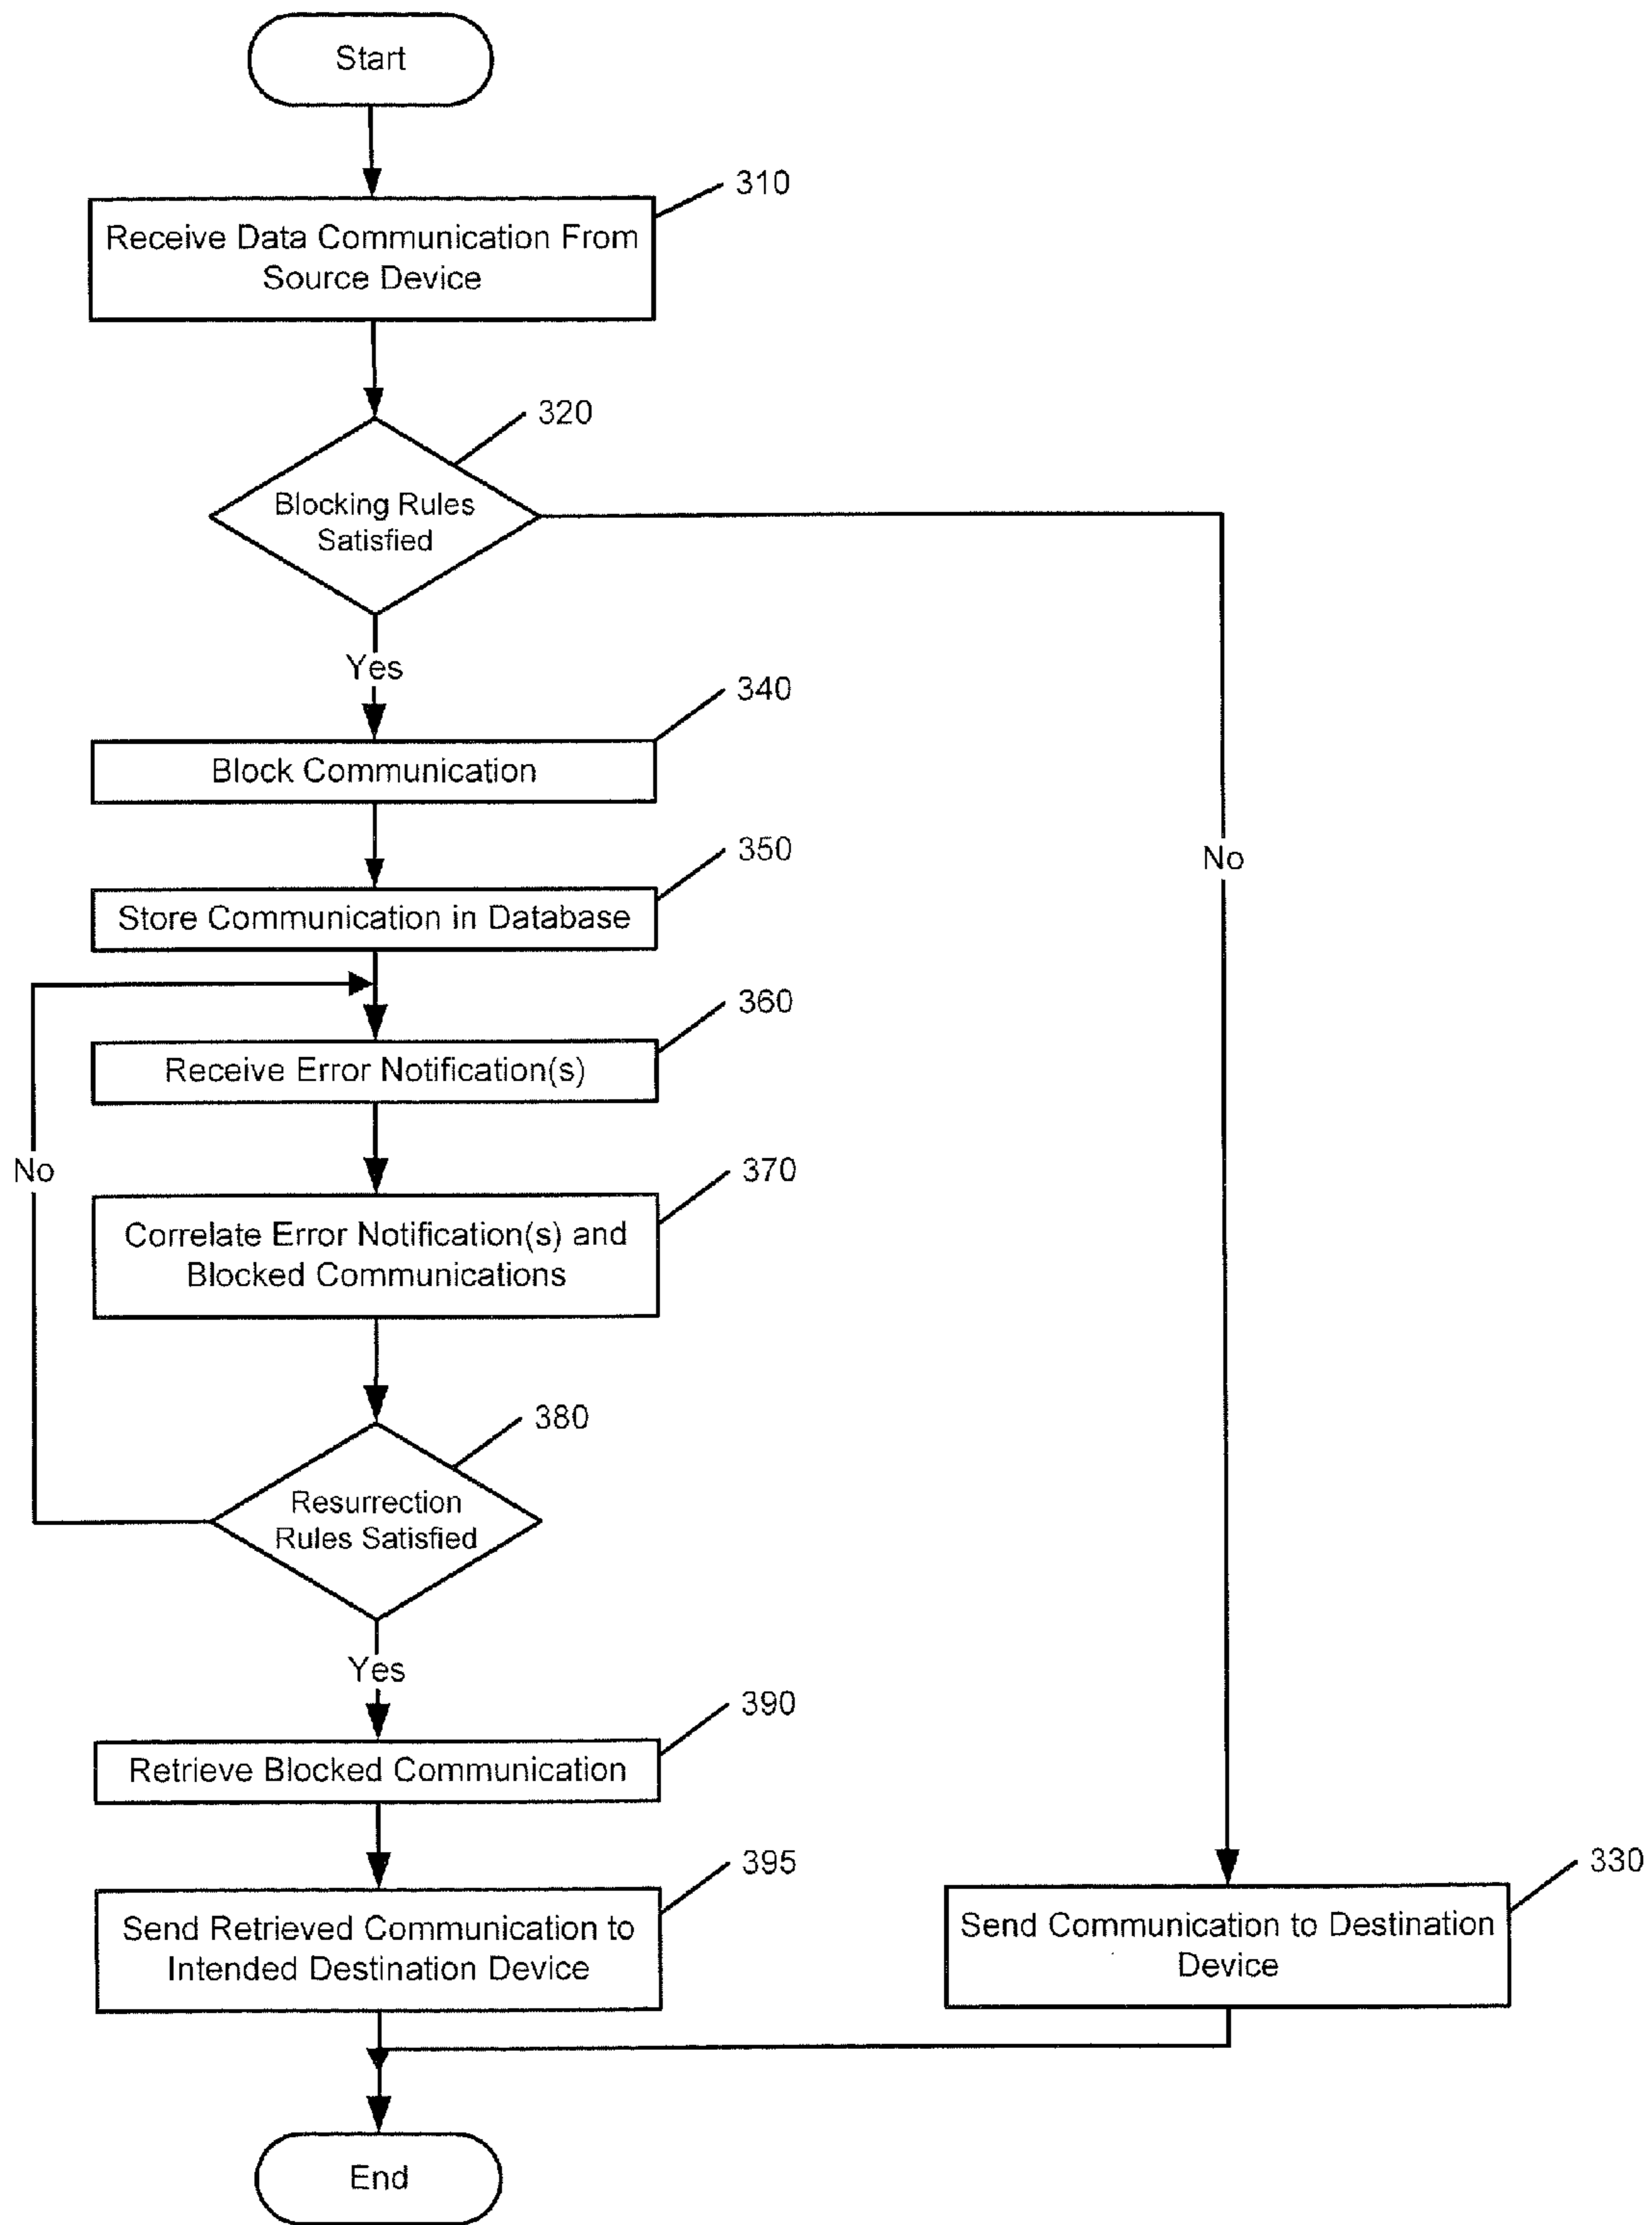 Start
310
Receive Data Communication From
Source Device
320
Blocking Rules
Satisfied
Yes
No
340
Block Communication
350
Store Communication in Database
360
Receive Error Notification(s)
No
370
Correlate Error Notification(s) and
Blocked Communications
380
Resurrection
Rules Satisfied
Yes
390
Retrieve Blocked Communication
395
Send Retrieved Communication to
Intended Destination Device
330
Send Communication to Destination
Device
End